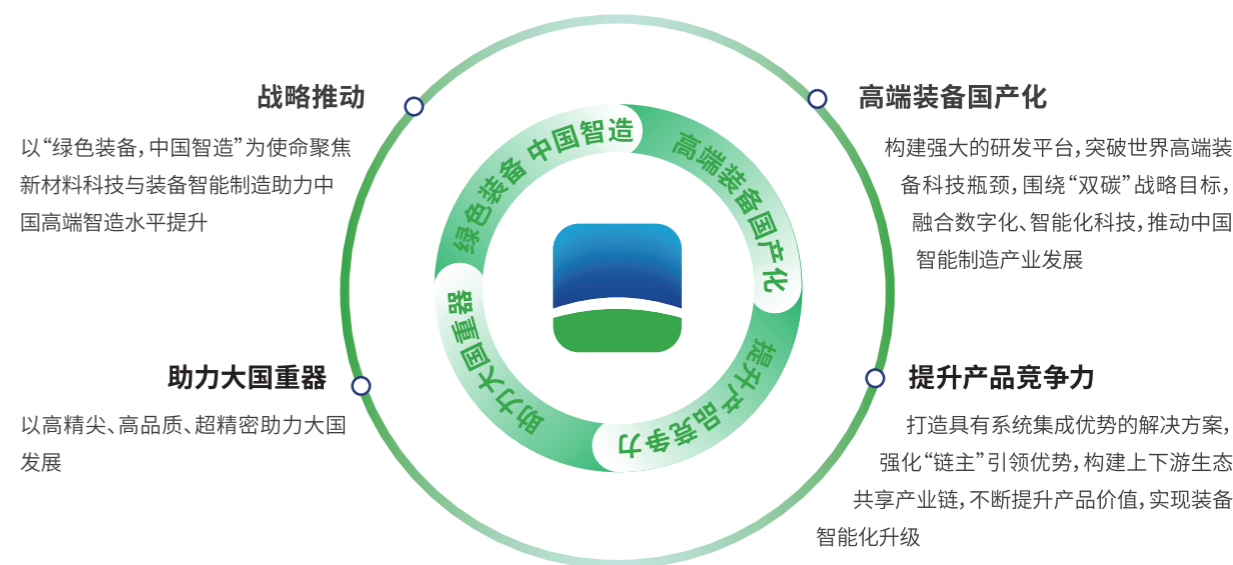 战略推动
以“绿色装备，中国智造”为使命聚焦
新材料科技与装备智能制造助力中
国高端智造水平提升
高端装备国产化
构建强大的研发平台，突破世界高端装
备科技瓶颈，围绕“双碳”战略目标，
融合数字化、智能化科技，推动中国
智能制造产业发展
绿色装备 中国智造
高端装备国产化
提升产品竞争力
助力大国重器
助力大国重器
以高精尖、高品质、超精密助力大国
发展
提升产品竞争力
打造具有系统集成优势的解决方案，
强化“链主”引领优势，构建上下游生态
共享产业链，不断提升产品价值，实现装备
智能化升级